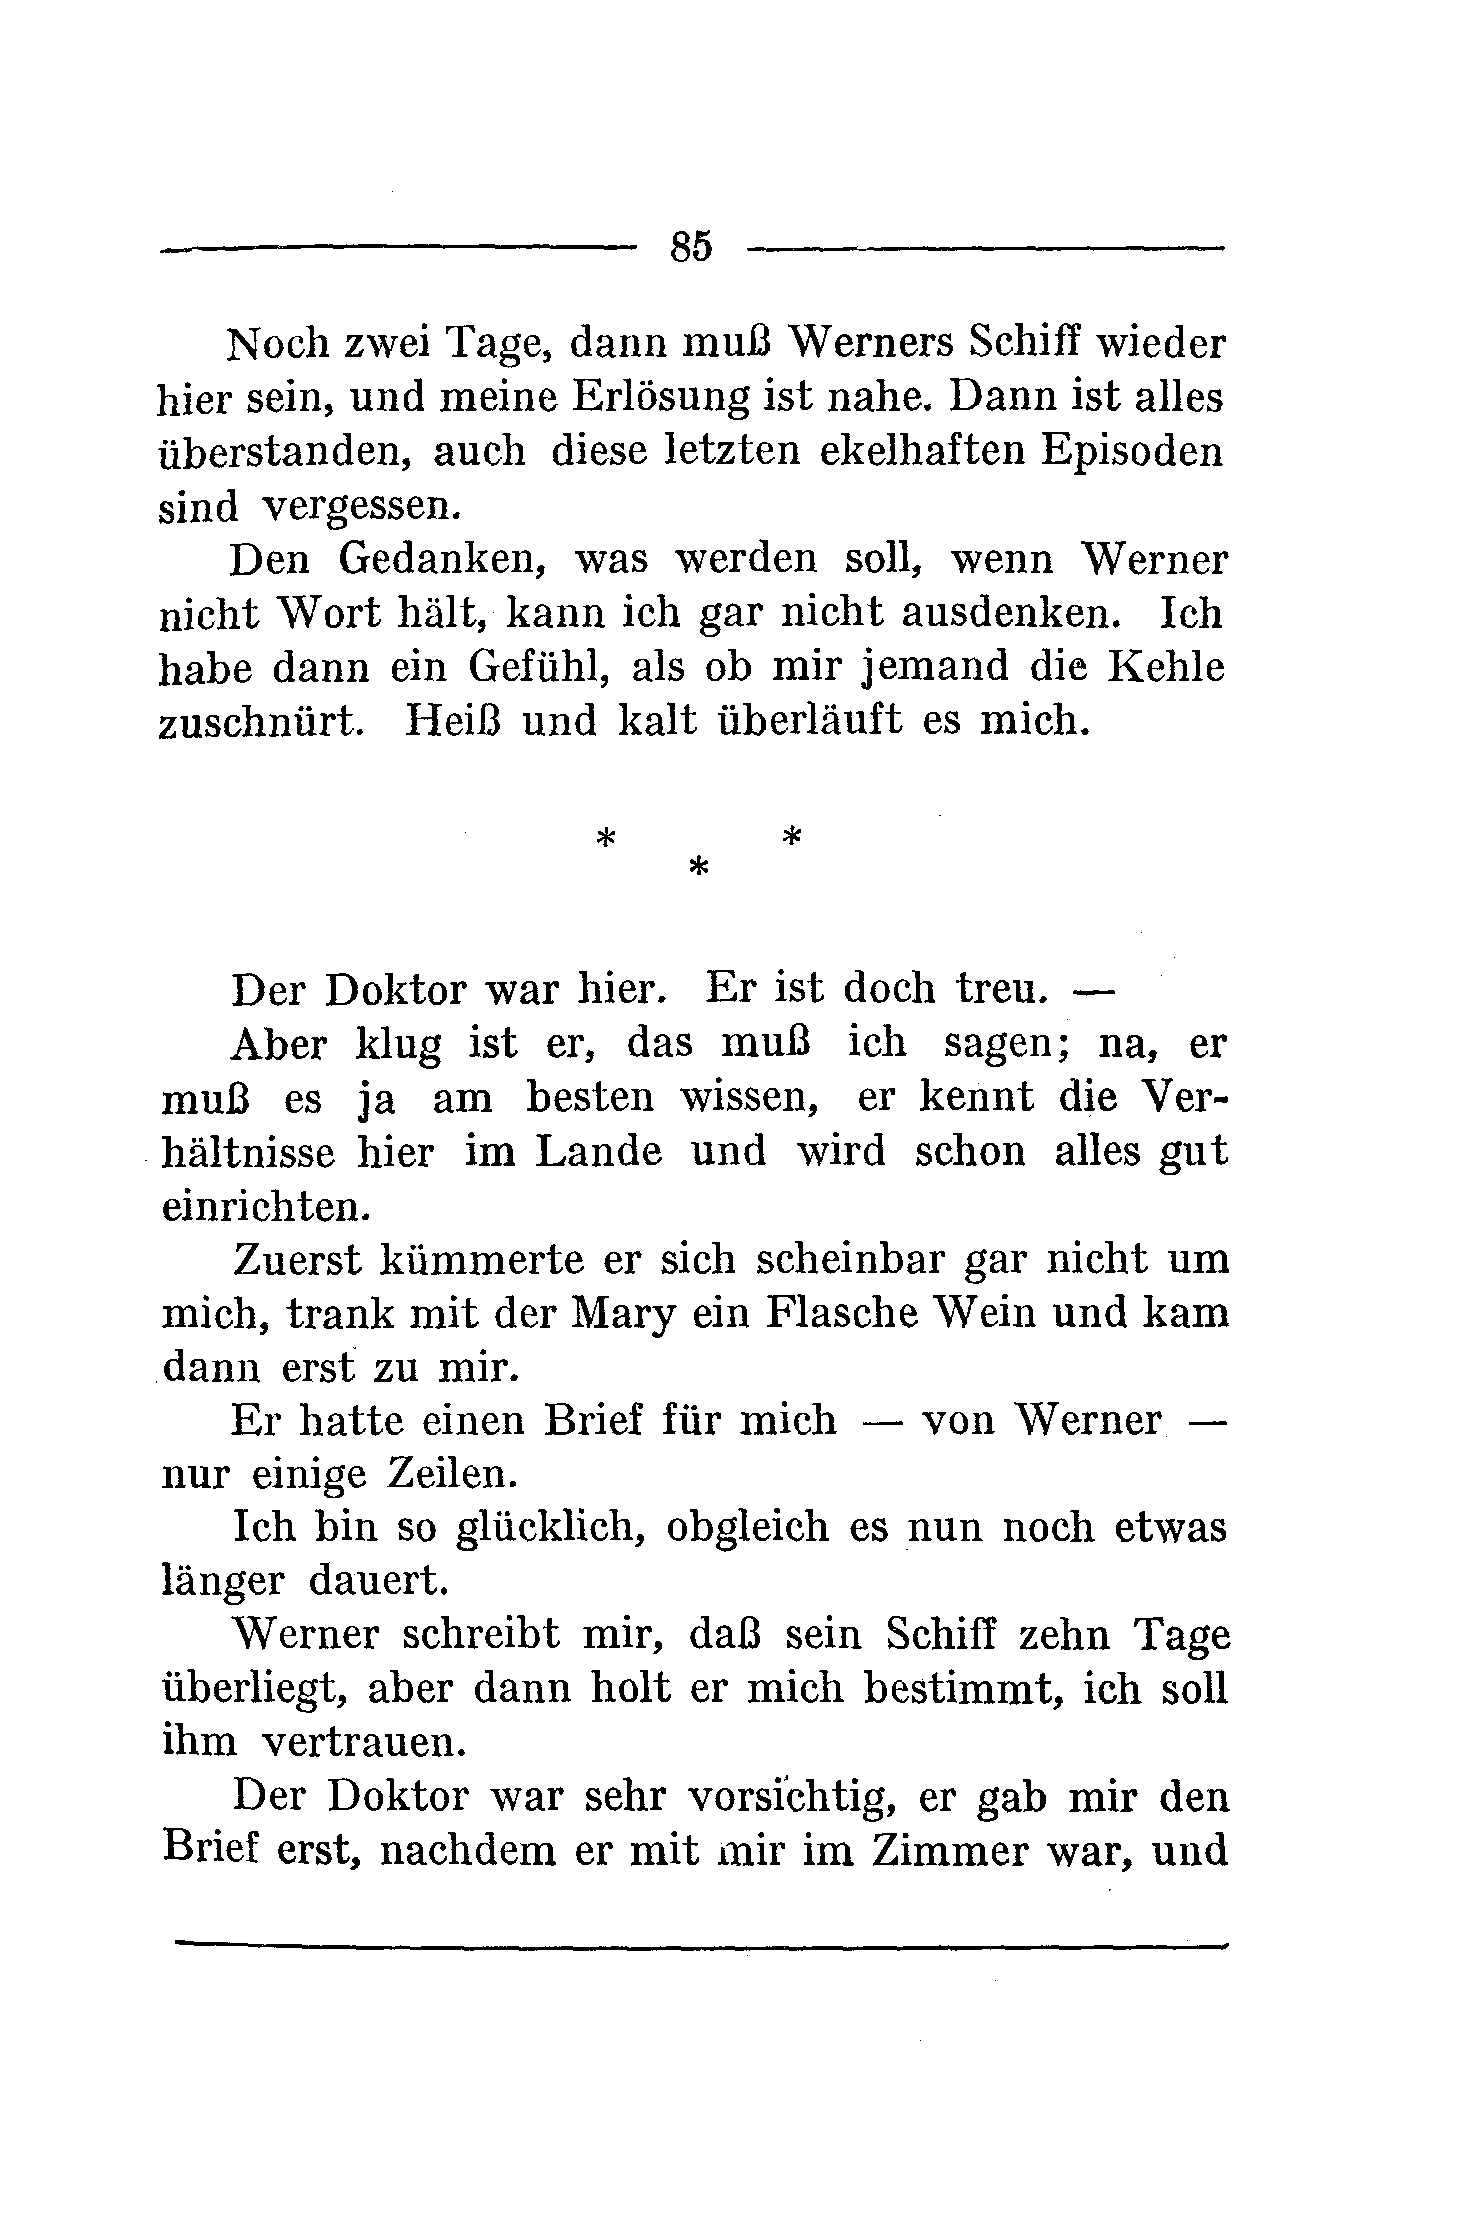 85
Noch zwei Tage, dann muß Werners Schiff wieder
hier sein, und meine Erlösung ist nahe. Dann ist alles
überstanden, auch diese letzten ekelhaften Episoden
sind vergessen.
Den Gedanken, was werden soll, wenn Werner
nicht Wort hält, kann ich gar nicht ausdenken. Ich
habe dann ein Gefühl, als ob mir jemand die Kehle
zuschnürt. Heiß und kalt überläuft es mich.
* *
*
Der Doktor war hier. Er ist doch treu. —
Aber klug ist er, das muß ich sagen; na, er
muß es ja am besten wissen, er kennt die Ver-
hältnisse hier im Lande und wird schon alles gut
einrichten.
Zuerst kümmerte er sich scheinbar gar nicht um
mich, trank mit der Mary ein Flasche Wein und kam
dann erst zu mir.
Er hatte einen Brief für mich — von Werner —
nur einige Zeilen.
Ich bin so glücklich, obgleich es nun noch etwas
länger dauert.
Werner schreibt mir, daß sein Schiff zehn Tage
überliegt, aber dann holt er mich bestimmt, ich soll
ihm vertrauen.
Der Doktor war sehr vorsichtig, er gab mir den
Brief erst, nachdem er mit mir im Zimmer war, und